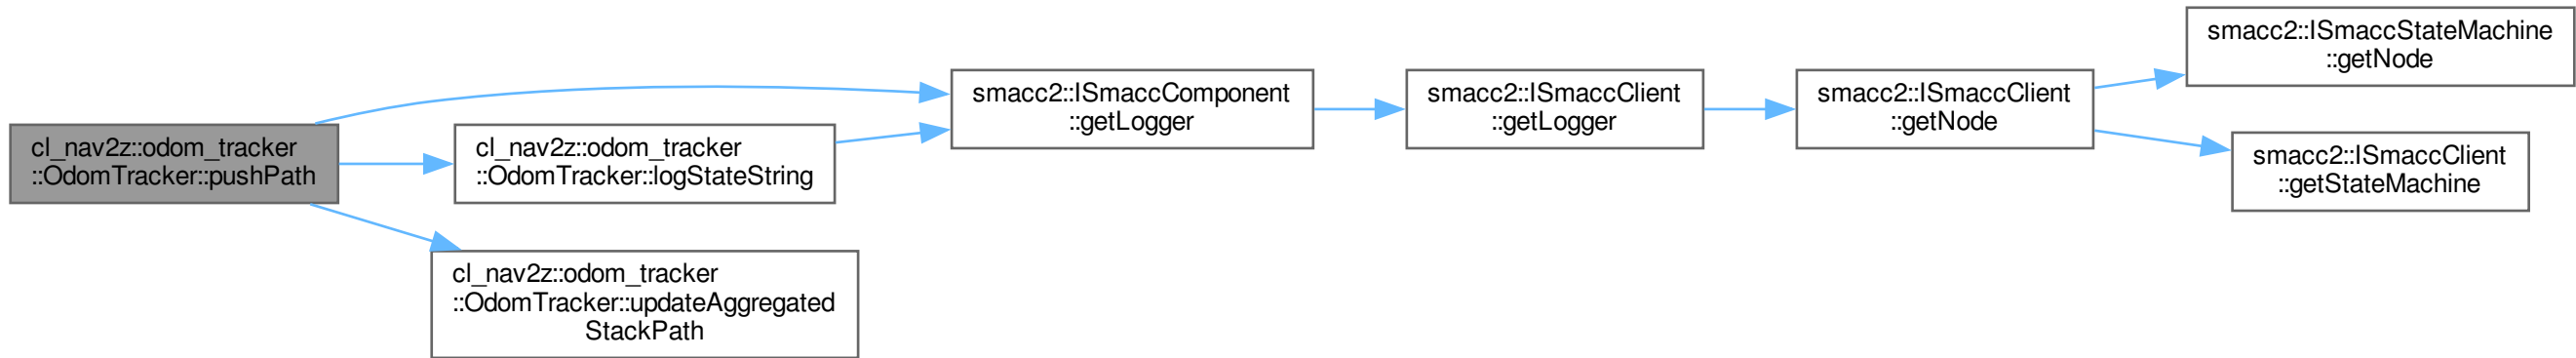 cl_nav2z::odom_tracker
::OdomTracker::pushPath
cl_nav2z::odom_tracker
::OdomTracker::logStateString
cl_nav2z::odom_tracker
::OdomTracker::updateAggregated
StackPath
smacc2::ISmaccComponent
::getLogger
smacc2::ISmaccClient
::getLogger
smacc2::ISmaccClient
::getNode
smacc2::ISmaccStateMachine
::getNode
smacc2::ISmaccClient
::getStateMachine